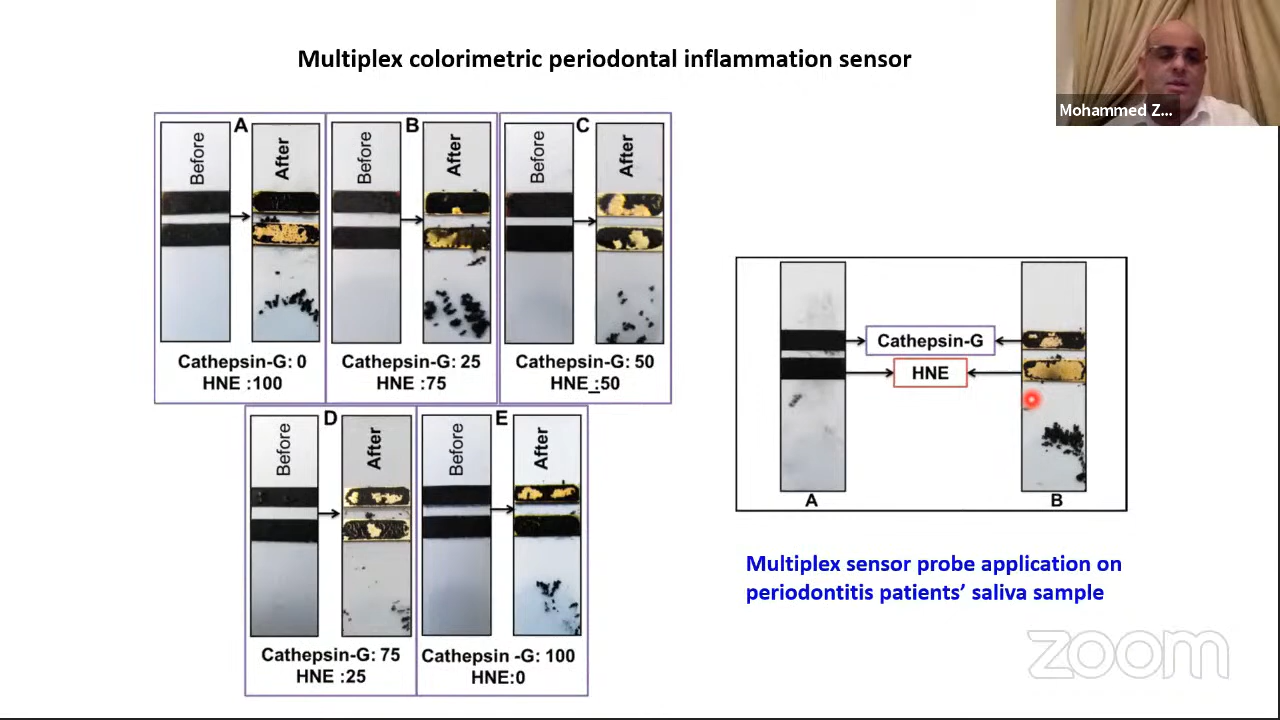 Multiplex colorimetric periodontal inflammation sensor
Mohammed Z...
A
Before
After
Cathepsin-G: 0
HNE :100
B
Before
After
Cathepsin-G: 25
HNE :75
C
Before
After
Cathepsin-G: 50
HNE :50
D
Before
After
Cathepsin-G: 75
HNE :25
E
Before
After
Cathepsin -G: 100
HNE:0
Cathepsin-G
HNE
A
B
Multiplex sensor probe application on
periodontitis patients’ saliva sample
zoom